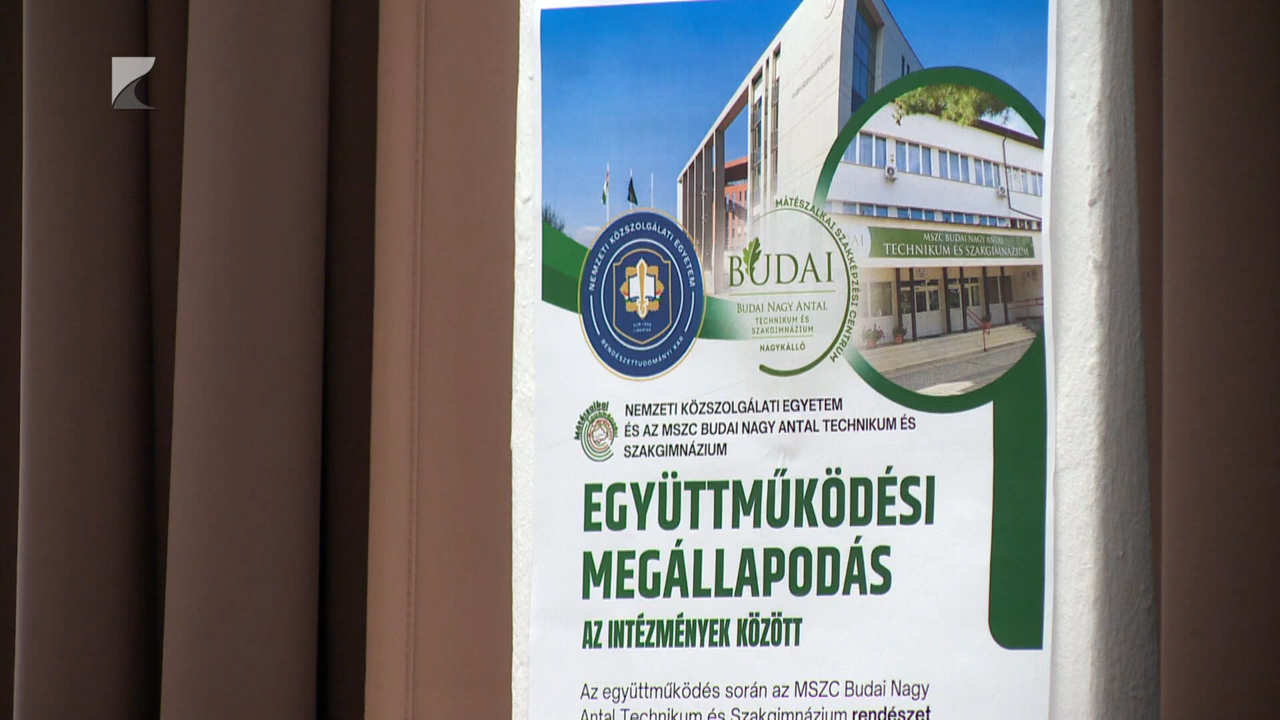 MSZC BUDAI NAGY ANTAL
TECHNIKUM ÉS SZAKGIMNÁZIUM
NEMZETI KÖZSZOLGÁLATI EGYETEM
RENDÉSZETTUDOMÁNYI KAR
MÁTÉSZALKAI SZAKKÉPZÉSI CENTRUM
BUDAI
BUDAI NAGY ANTAL
TECHNIKUM ÉS
SZAKGIMNÁZIUM
NAGYKÁLLÓ
NEMZETI KÖZSZOLGÁLATI EGYETEM
ÉS AZ MSZC BUDAI NAGY ANTAL TECHNIKUM ÉS
SZAKGIMNÁZIUM
EGYÜTTMŰKÖDÉSI
MEGÁLLAPODÁS
AZ INTÉZMÉNYEK KÖZÖTT
Az együttműködés során az MSZC Budai Nagy
Antal Technikum és Szakgimnázium rendészet